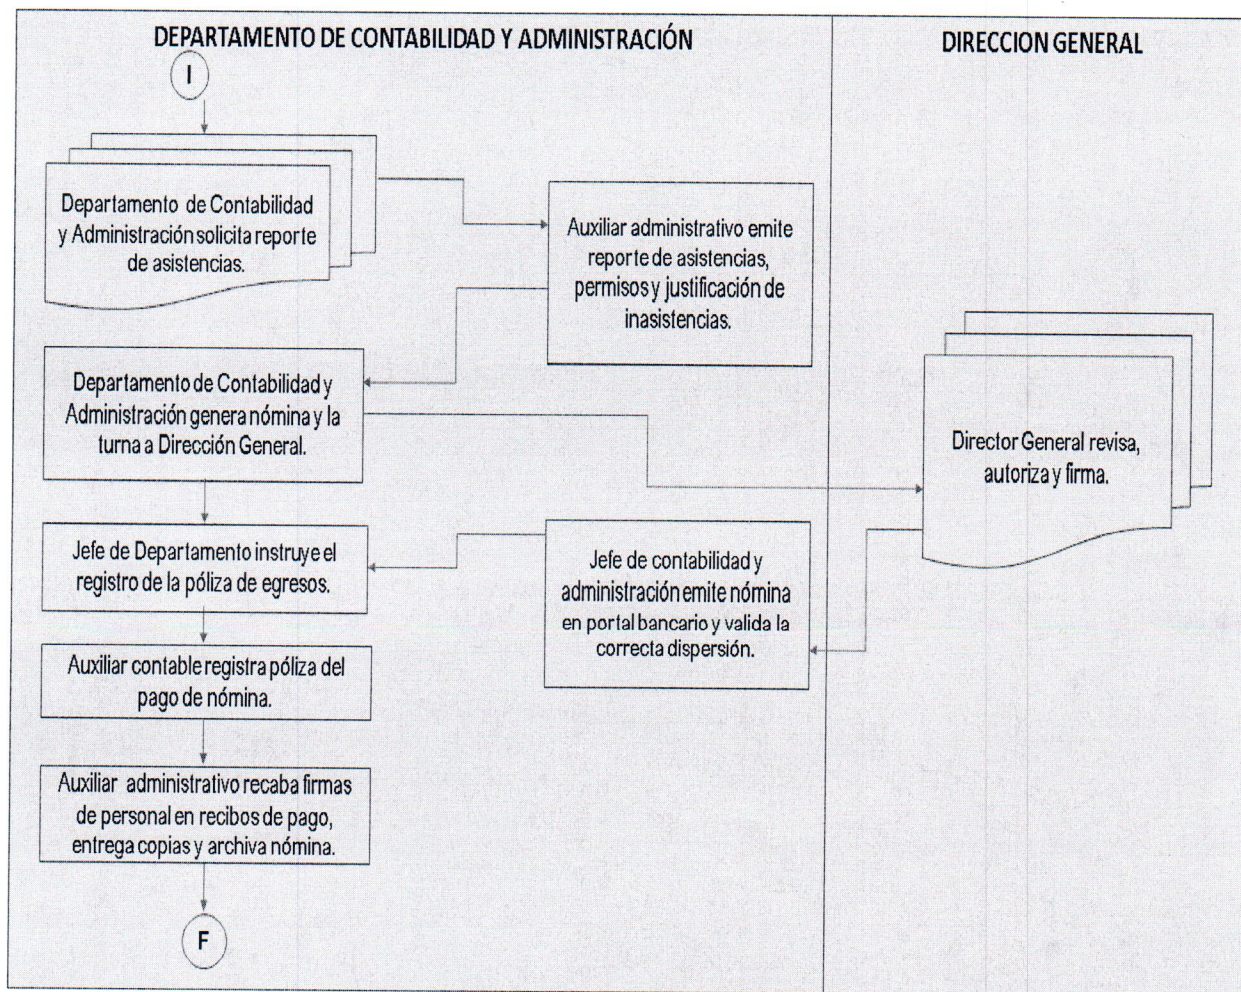 DEPARTAMENTO DE CONTABILIDAD Y ADMINISTRACIÓN
DIRECCION GENERAL
I
Departamento de Contabilidad
y Administración solicita reporte
de asistencias.
Auxiliar administrativo emite
reporte de asistencias,
permisos y justificación de
inasistencias.
Departamento de Contabilidad y
Administración genera nómina y la
turna a Dirección General.
Director General revisa,
autoriza y firma.
Jefe de contabilidad y
administración emite nómina
en portal bancario y valida la
correcta dispersión.
Jefe de Departamento instruye el
registro de la póliza de egresos.
Auxiliar contable registra póliza del
pago de nómina.
Auxiliar administrativo recaba firmas
de personal en recibos de pago,
entrega copias y archiva nómina.
F